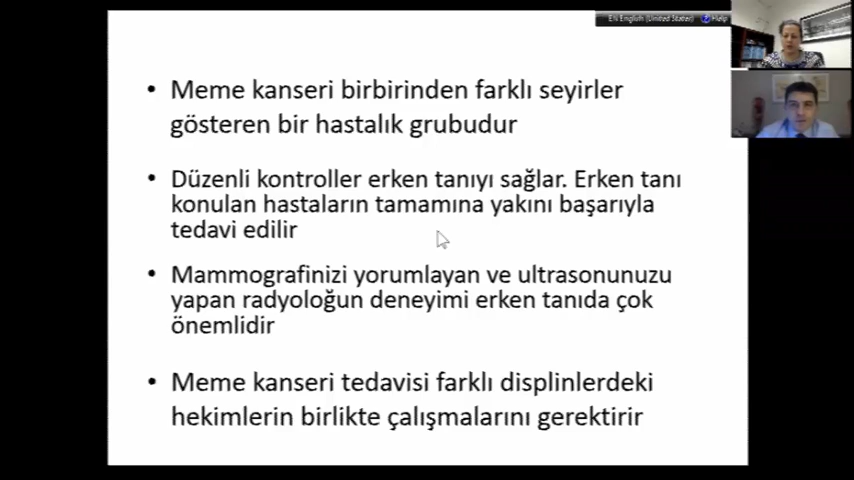 EN English (United States) Help
• Meme kanseri birbirinden farklı seyirler
gösteren bir hastalık grubudur
• Düzenli kontroller erken tanıyı sağlar. Erken tanı
konulan hastaların tamamına yakını başarıyla
tedavi edilir
• Mammografinizi yorumlayan ve ultrasonunuzu
yapan radyoloğun deneyimi erken tanıda çok
önemlidir
• Meme kanseri tedavisi farklı displinlerdeki
hekimlerin birlikte çalışmalarını gerektirir